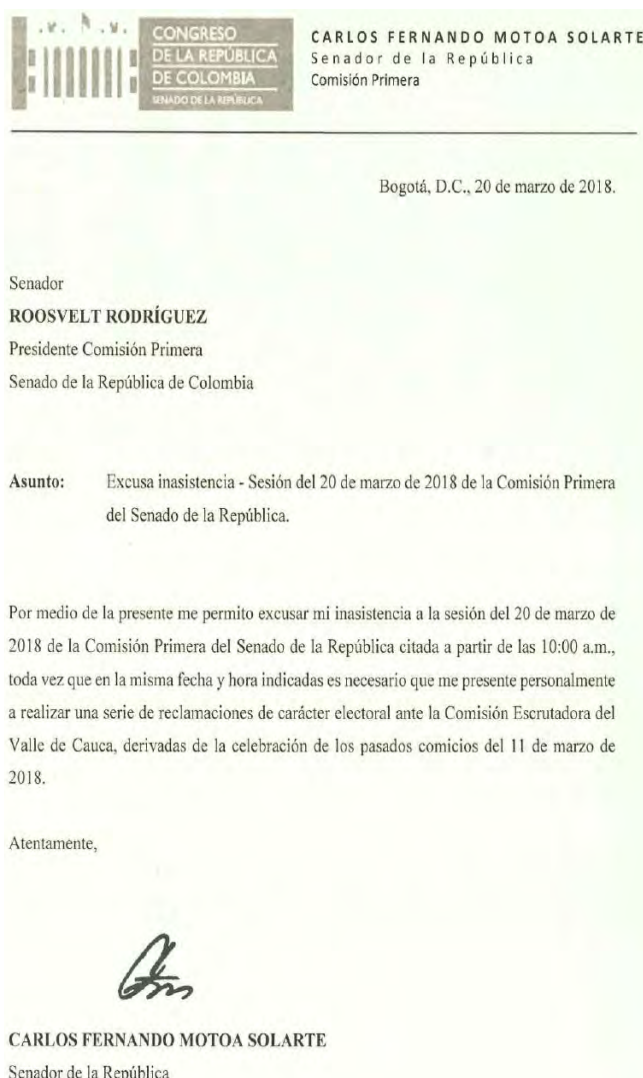 CONGRESO
DE LA REPÚBLICA
DE COLOMBIA
SENADO DE LA REPÚBLICA
CARLOS FERNANDO MOTOA SOLARTE
Senador de la República
Comisión Primera
Bogotá, D.C., 20 de marzo de 2018.
Senador
ROOSVELT RODRÍGUEZ
Presidente Comisión Primera
Senado de la República de Colombia
Asunto: Excusa inasistencia - Sesión del 20 de marzo de 2018 de la Comisión Primera
del Senado de la República.
Por medio de la presente me permito excusar mi inasistencia a la sesión del 20 de marzo de
2018 de la Comisión Primera del Senado de la República citada a partir de las 10:00 a.m.,
toda vez que en la misma fecha y hora indicadas es necesario que me presente personalmente
a realizar una serie de reclamaciones de carácter electoral ante la Comisión Escrutadora del
Valle de Cauca, derivadas de la celebración de los pasados comicios del 11 de marzo de
2018.
Atentamente,
CARLOS FERNANDO MOTOA SOLARTE
Senador de la República